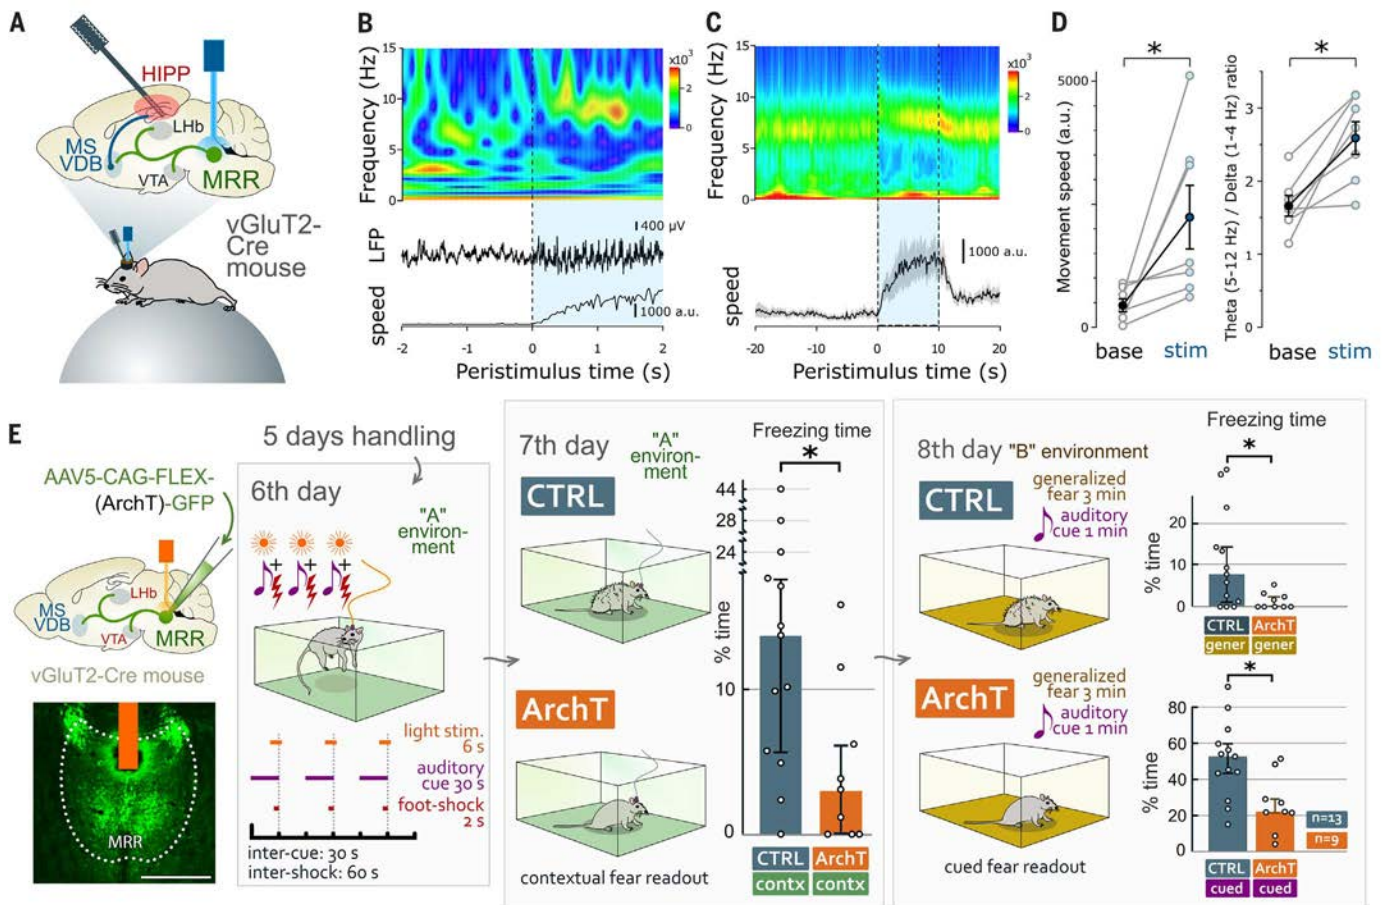 A
HIPP
LHb
MS
VDB
VTA
MRR
vGluT2-
Cre
mouse
B
Frequency (Hz)
15
10
5
0
x10³
2
0
LFP
400 µV
speed
1000 a.u.
-2 -1 0 1 2
Peristimulus time (s)
C
Frequency (Hz)
15
10
5
0
x10³
2
0
speed
1000 a.u.
-20 -10 0 10 20
Peristimulus time (s)
D
*
Movement speed (a.u.)
5000
0
base stim
*
Theta (5-12 Hz) / Delta (1-4 Hz) ratio
3
2
1
0
base stim
E
AAV5-CAG-FLEX-
(ArchT)-GFP
MS
VDB
LHb
VTA
MRR
vGluT2-Cre mouse
MRR
5 days handling
6th day
"A"
environ-
ment
+ + +
light stim.
6 s
auditory
cue 30 s
foot-shock
2 s
inter-cue: 30 s
inter-shock: 60 s
7th day
"A"
environ-
ment
CTRL
ArchT
contextual fear readout
Freezing time
*
% time
44
28
24
10
0
CTRL ArchT
contx contx
8th day "B" environment
CTRL
generalized
fear 3 min
auditory
cue 1 min
ArchT
generalized
fear 3 min
auditory
cue 1 min
cued fear readout
Freezing time
*
% time
20
10
0
CTRL ArchT
gener gener
*
% time
80
60
40
20
0
n=13
n=9
CTRL ArchT
cued cued